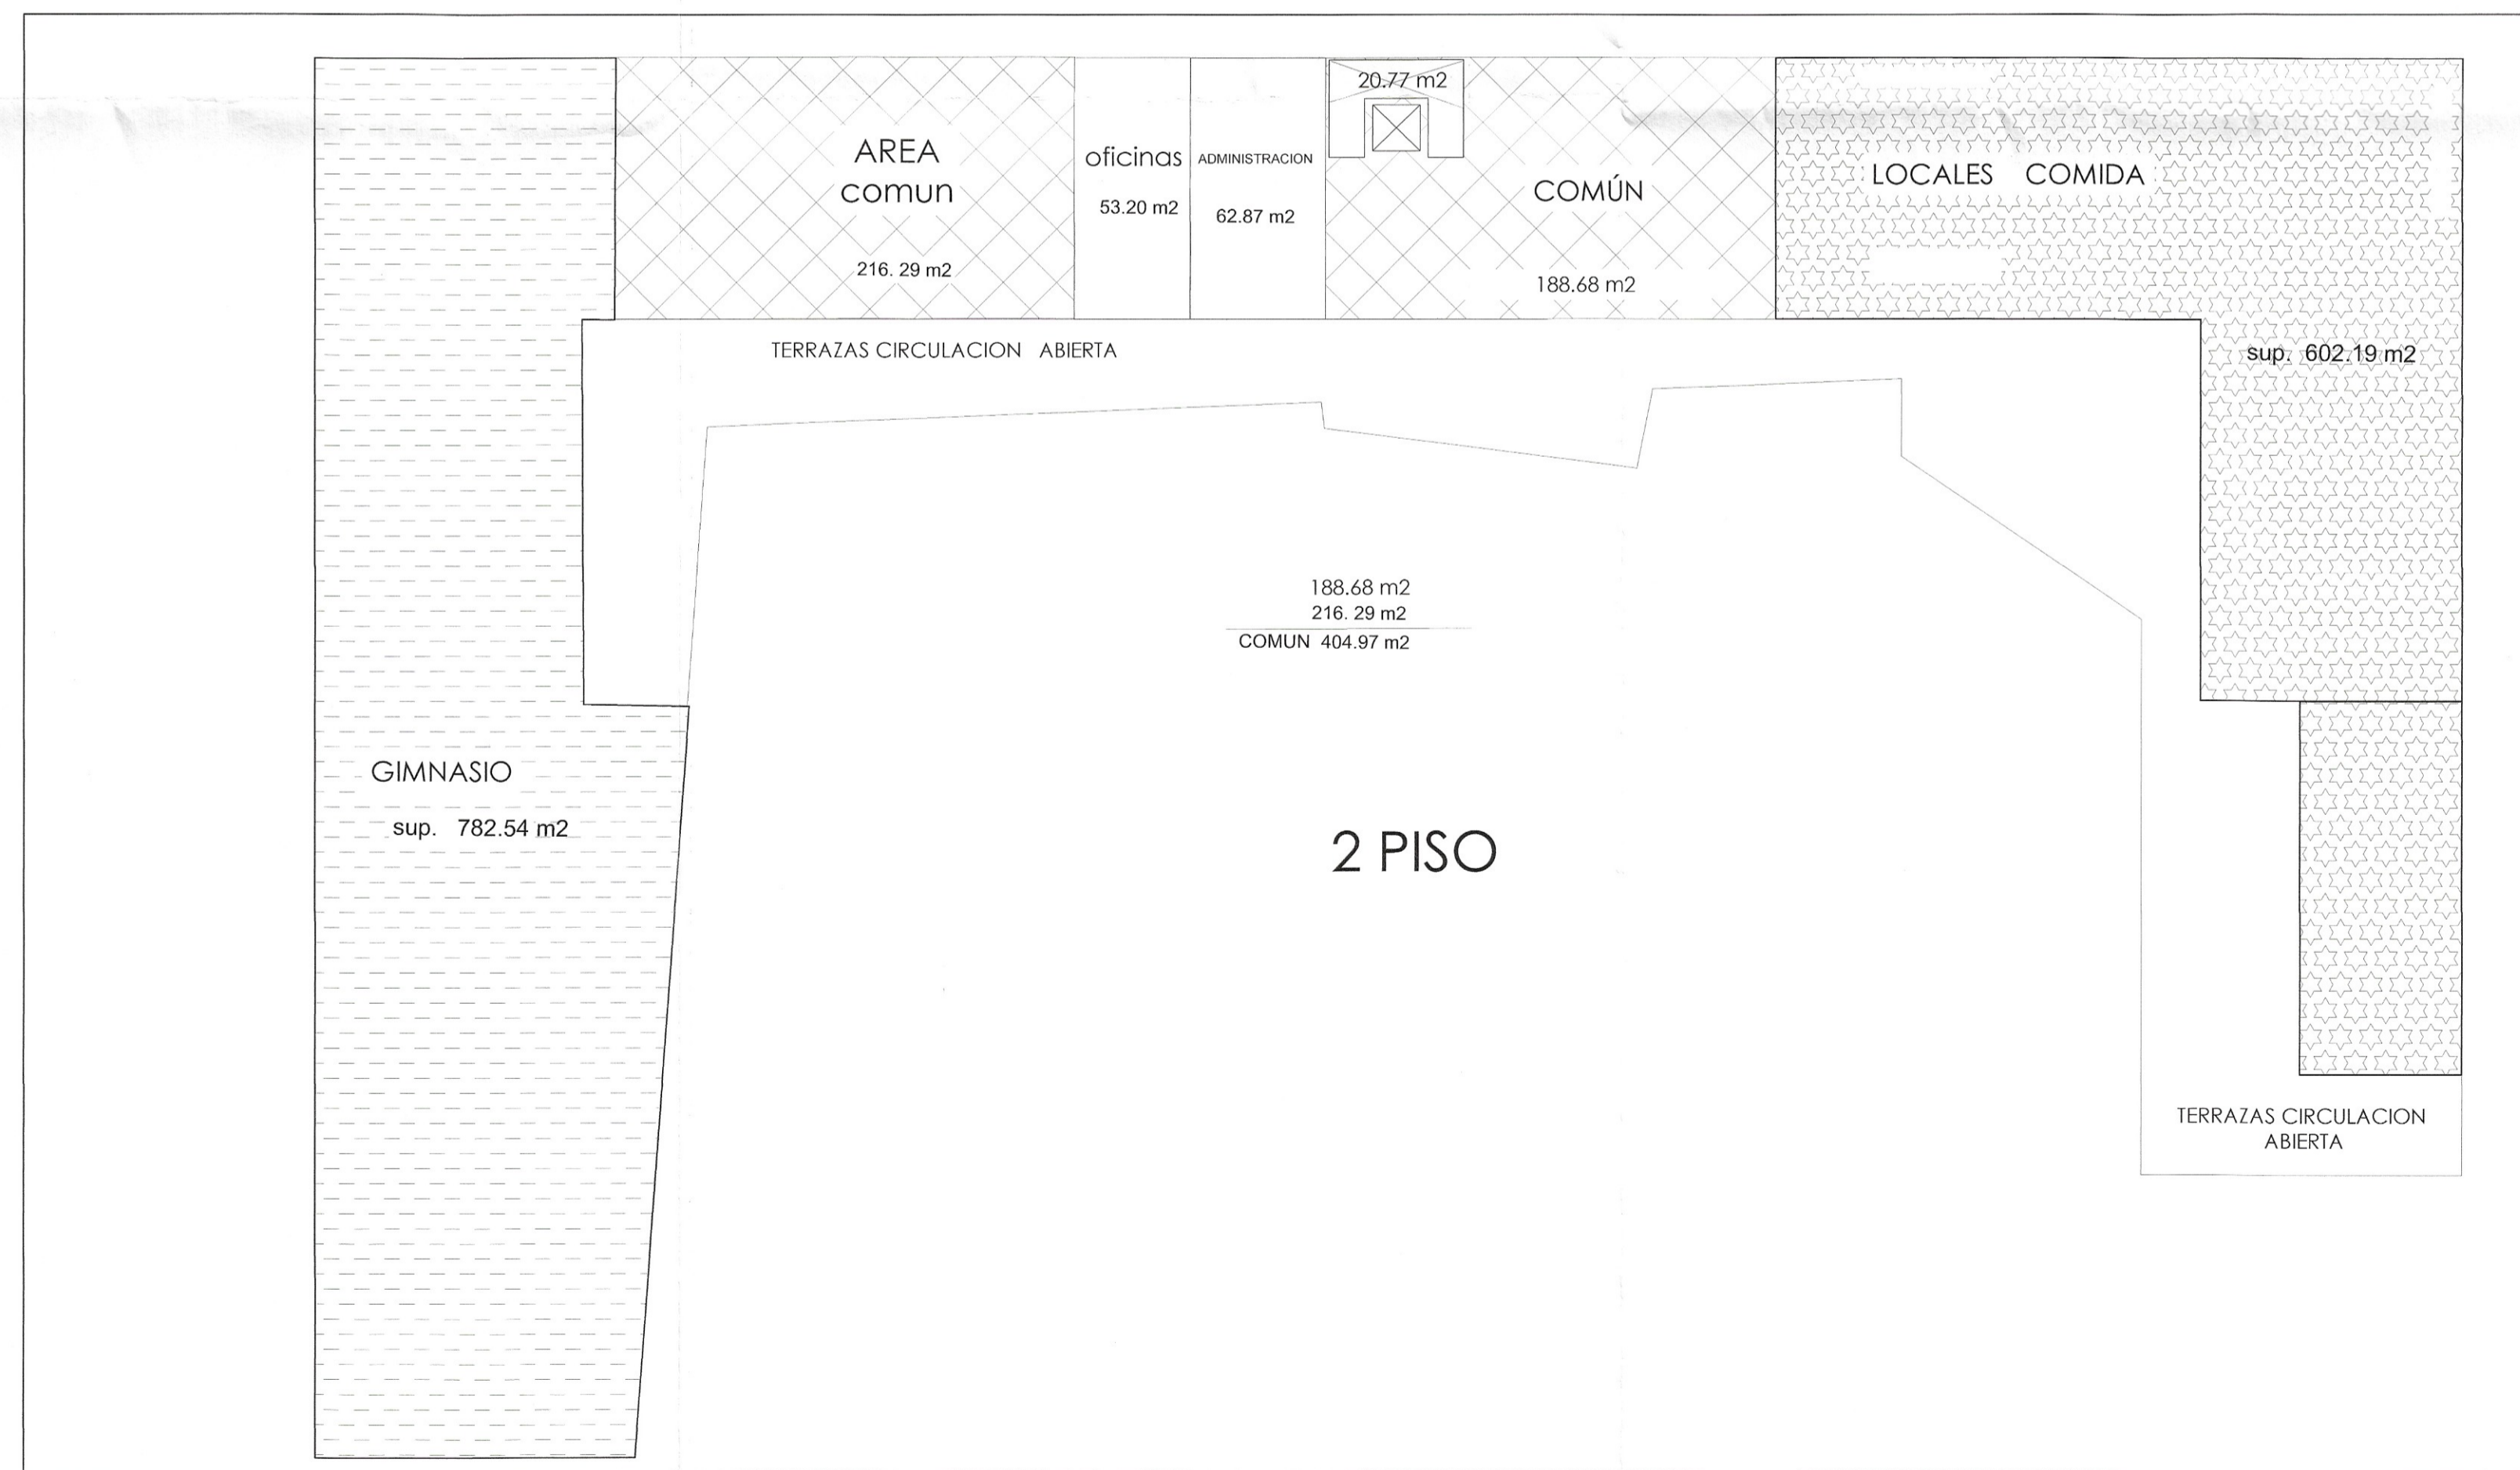 20.77 m2
AREA
comun
216. 29 m2
oficinas
53.20 m2
ADMINISTRACION
62.87 m2
COMÚN
188.68 m2
LOCALES COMIDA
sup. 602.19 m2
TERRAZAS CIRCULACION ABIERTA
188.68 m2
216. 29 m2
COMUN 404.97 m2
GIMNASIO
sup. 782.54 m2
2 PISO
TERRAZAS CIRCULACION
ABIERTA